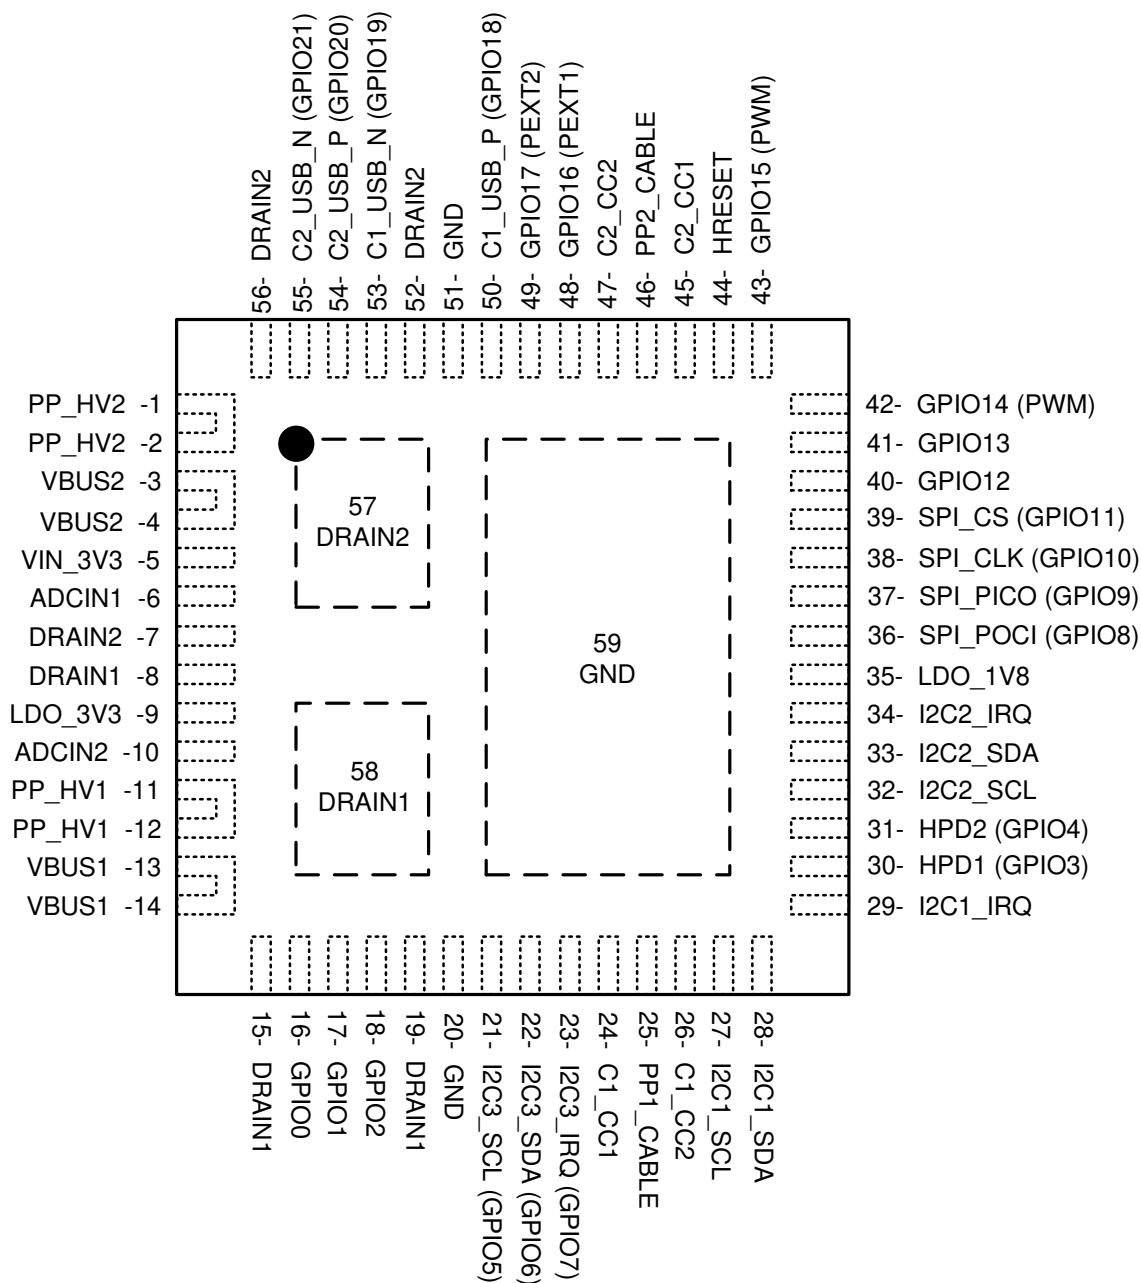 56- DRAIN2
55- C2_USB_N (GPIO21)
54- C2_USB_P (GPIO20)
53- C1_USB_N (GPIO19)
52- DRAIN2
51- GND
50- C1_USB_P (GPIO18)
49- GPIO17 (PEXT2)
48- GPIO16 (PEXT1)
47- C2_CC2
46- PP2_CABLE
45- C2_CC1
44- HRESET
43- GPIO15 (PWM)
PP_HV2 -1
PP_HV2 -2
VBUS2 -3
VBUS2 -4
VIN_3V3 -5
ADCIN1 -6
DRAIN2 -7
DRAIN1 -8
LDO_3V3 -9
ADCIN2 -10
PP_HV1 -11
PP_HV1 -12
VBUS1 -13
VBUS1 -14
57
DRAIN2
58
DRAIN1
59
GND
42- GPIO14 (PWM)
41- GPIO13
40- GPIO12
39- SPI_CS (GPIO11)
38- SPI_CLK (GPIO10)
37- SPI_PICO (GPIO9)
36- SPI_POCI (GPIO8)
35- LDO_1V8
34- I2C2_IRQ
33- I2C2_SDA
32- I2C2_SCL
31- HPD2 (GPIO4)
30- HPD1 (GPIO3)
29- I2C1_IRQ
15- DRAIN1
16- GPIO0
17- GPIO1
18- GPIO2
19- DRAIN1
20- GND
21- I2C3_SCL (GPIO5)
22- I2C3_SDA (GPIO6)
23- I2C3_IRQ (GPIO7)
24- C1_CC1
25- PP1_CABLE
26- C1_CC2
27- I2C1_SCL
28- I2C1_SDA